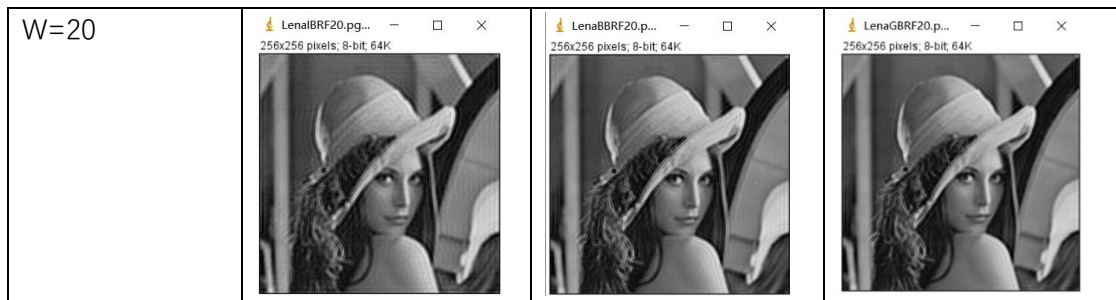 W=20
LenaIBRF20.pg...
256x256 pixels; 8-bit; 64K
LenaBBRF20.p...
256x256 pixels; 8-bit; 64K
LenaGBRF20.p...
256x256 pixels; 8-bit; 64K